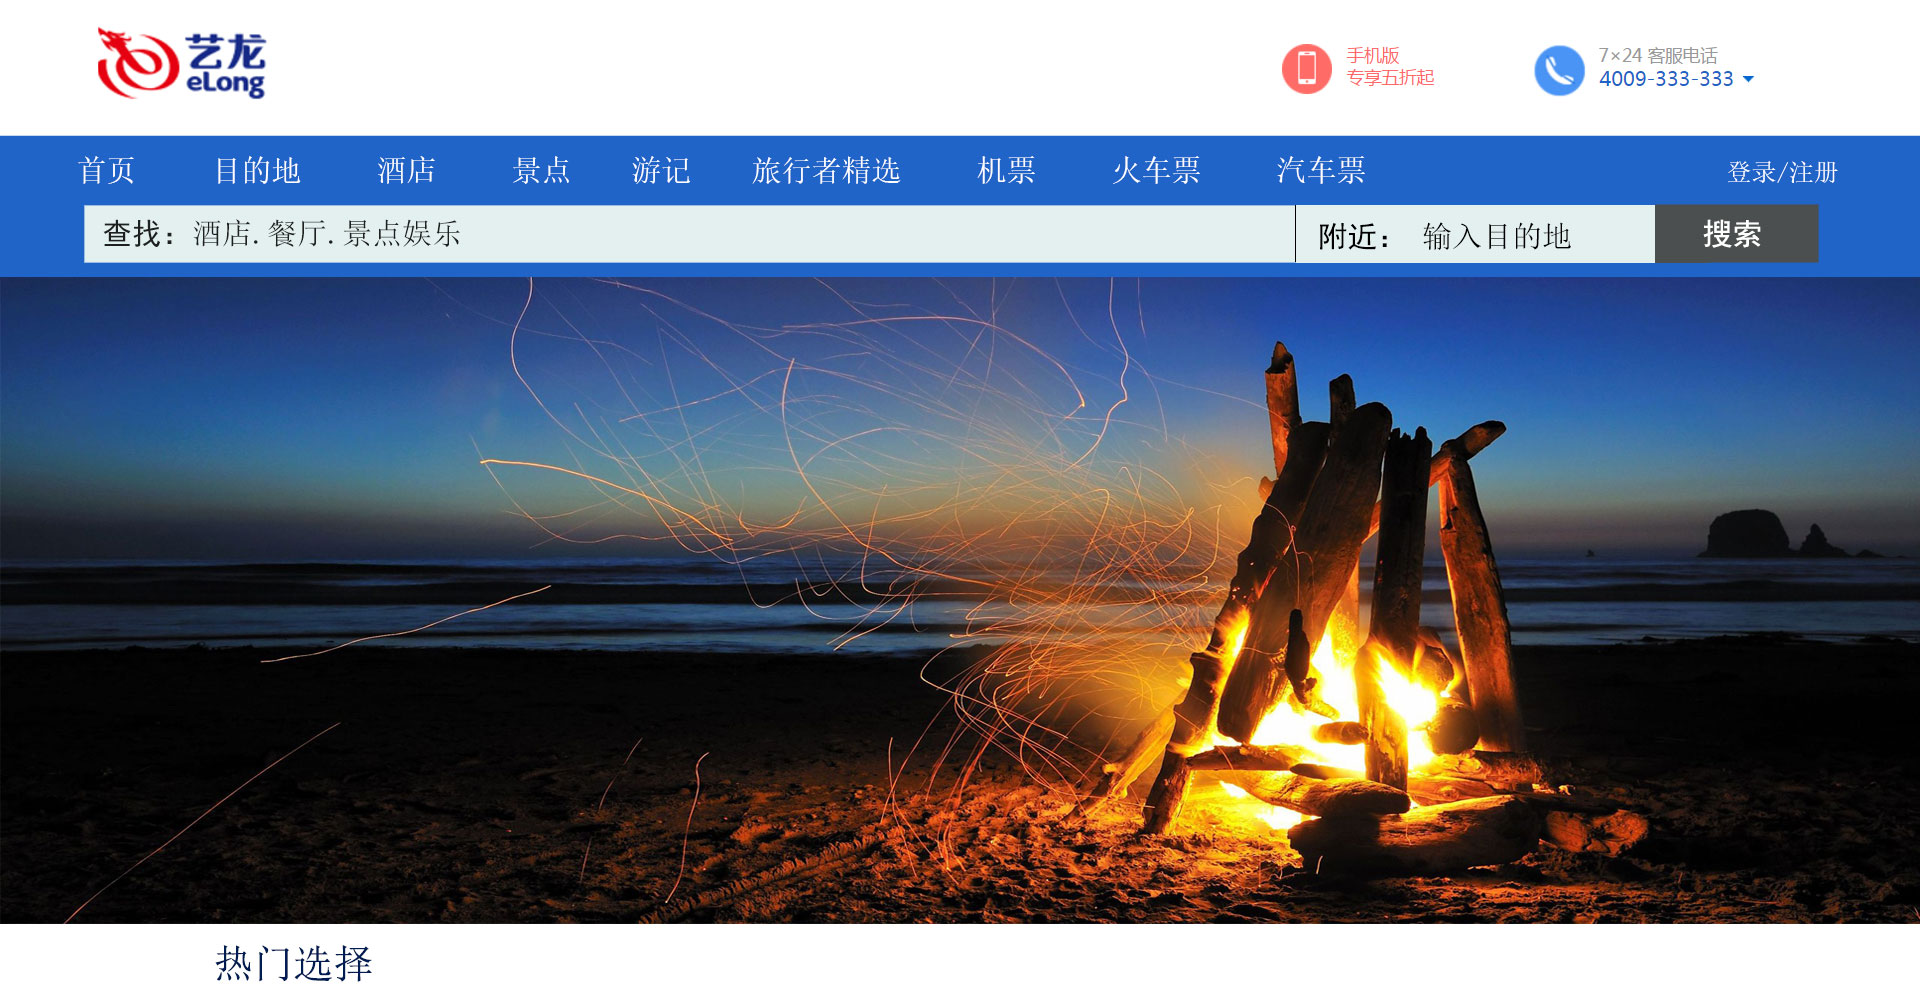 艺龙
eLong
手机版
专享五折起
7×24 客服电话
4009-333-333
首页 目的地 酒店 景点 游记 旅行者精选 机票 火车票 汽车票 登录/注册
查找：酒店.餐厅.景点娱乐 附近： 输入目的地 搜索
热门选择